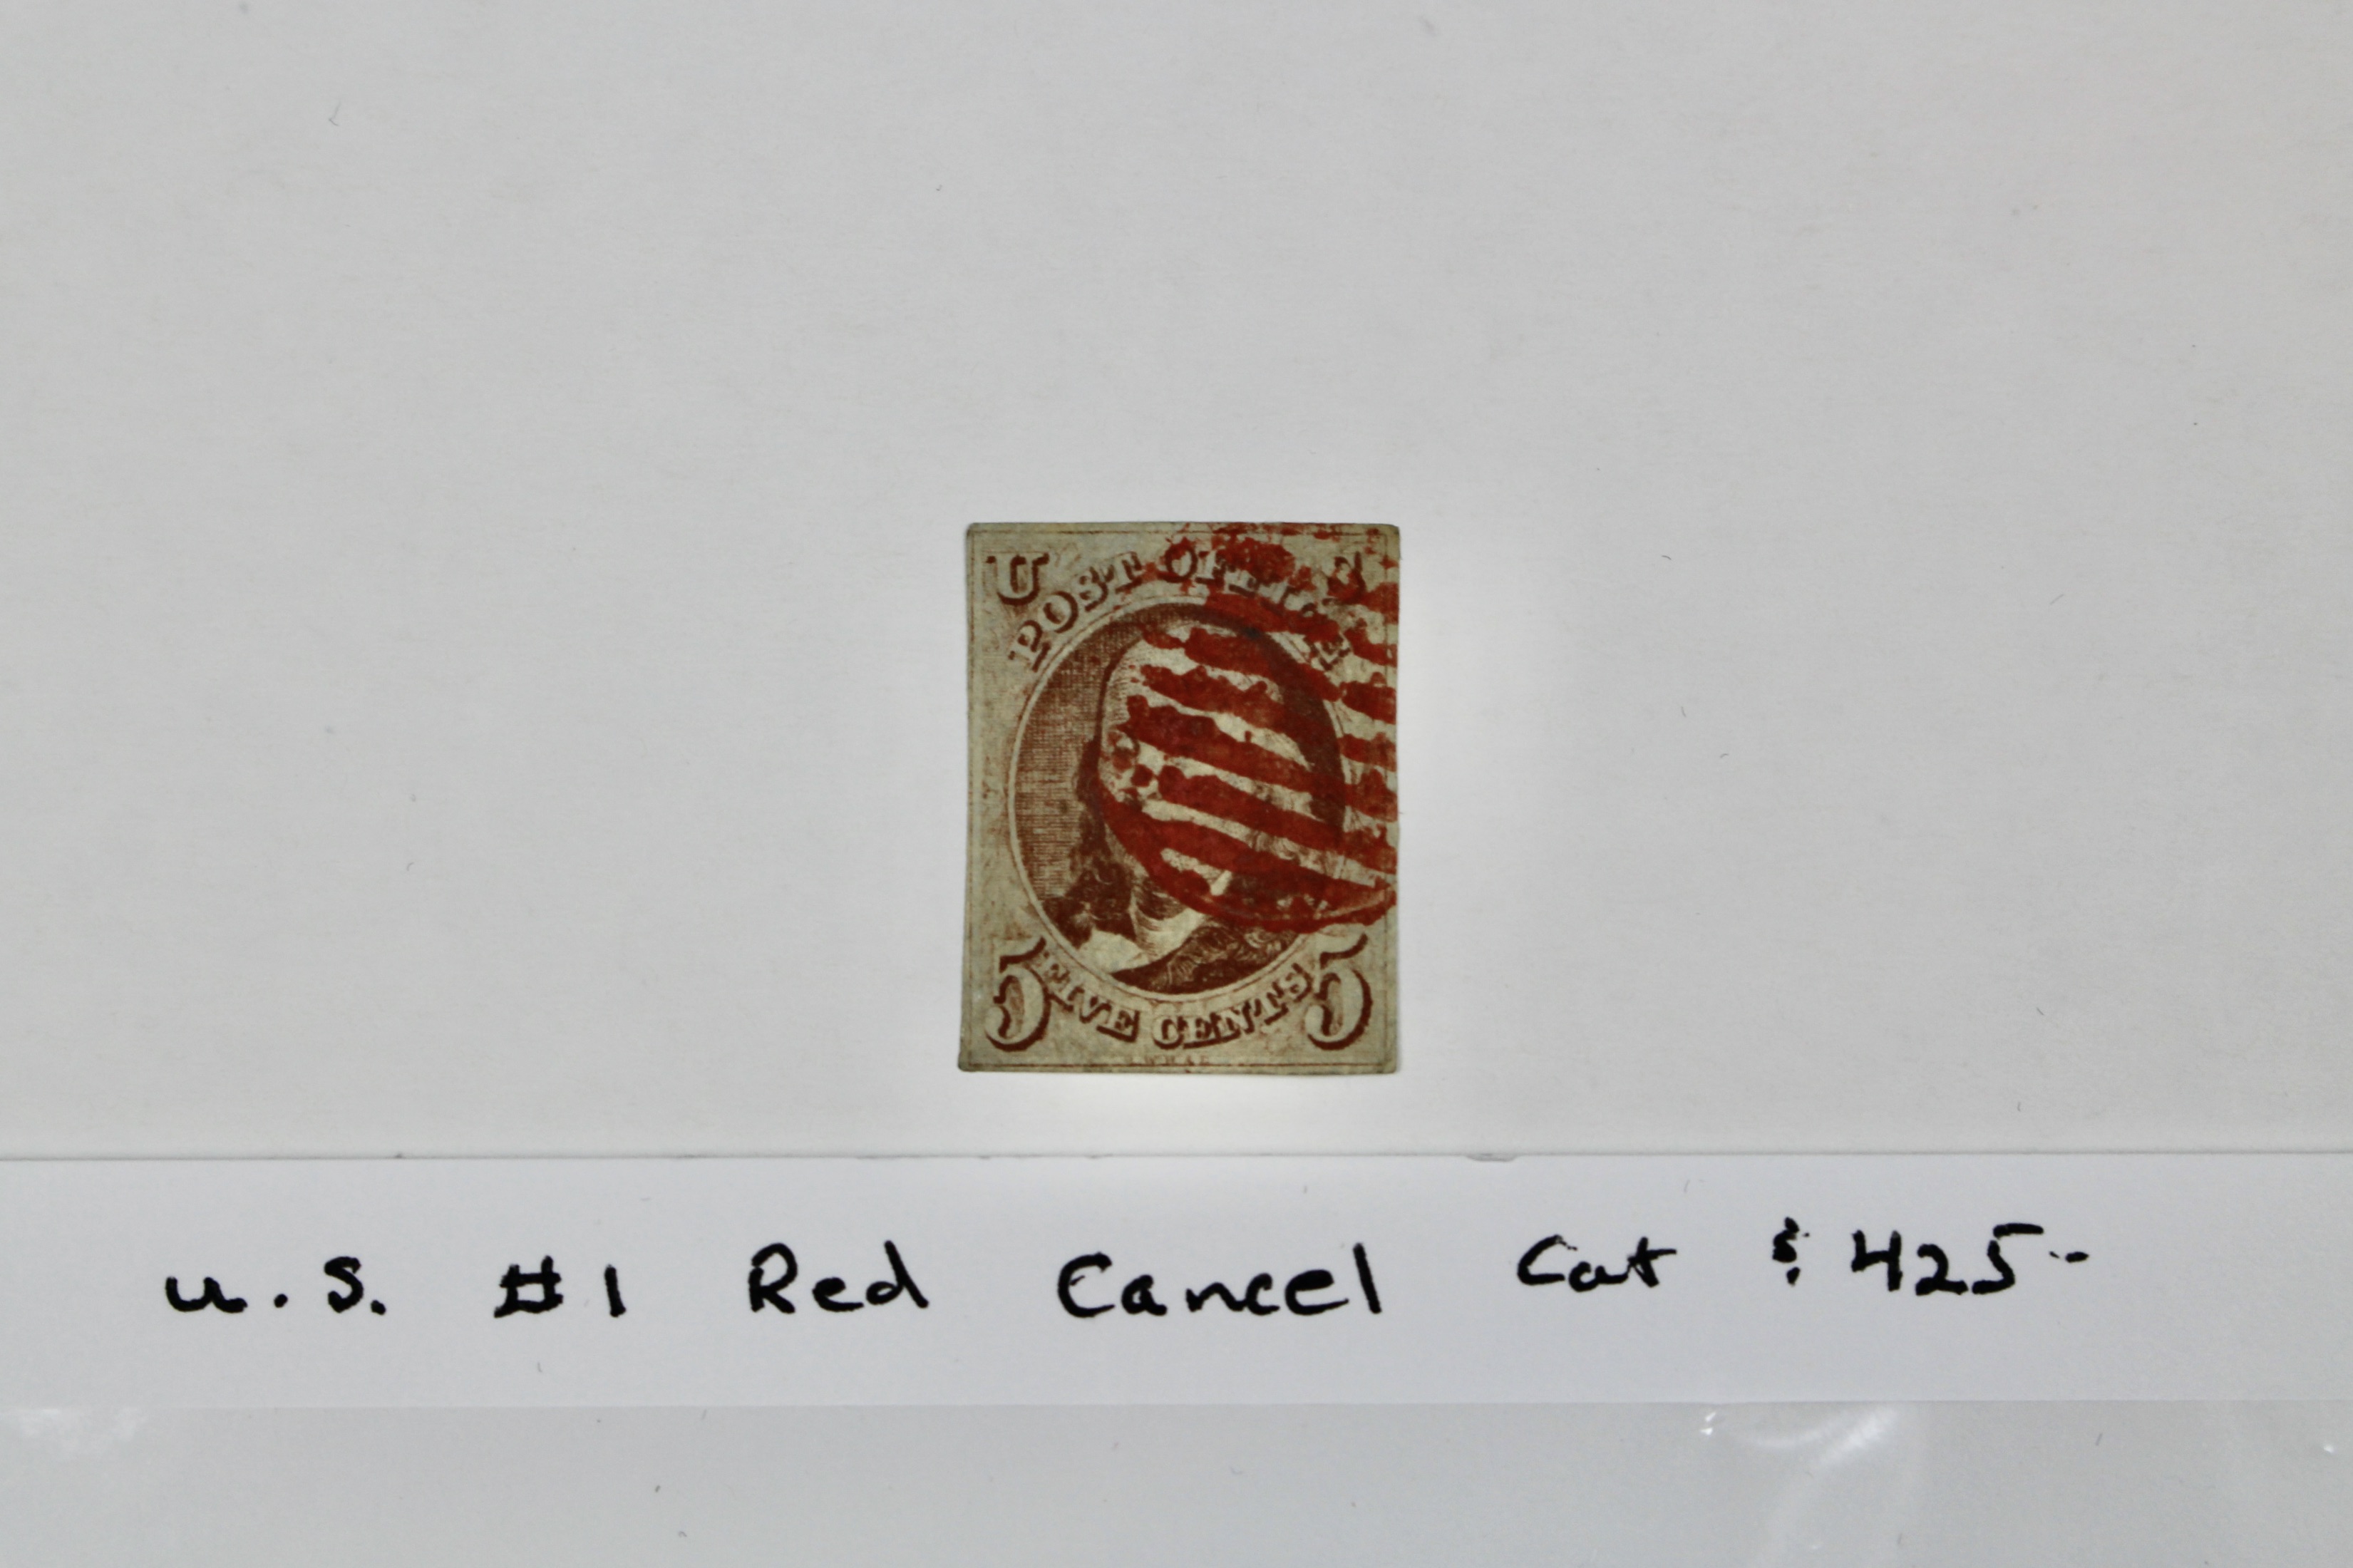 U S
POST OFFICE
5 FIVE CENTS 5
u.s. #1 Red Cancel Cat $425-